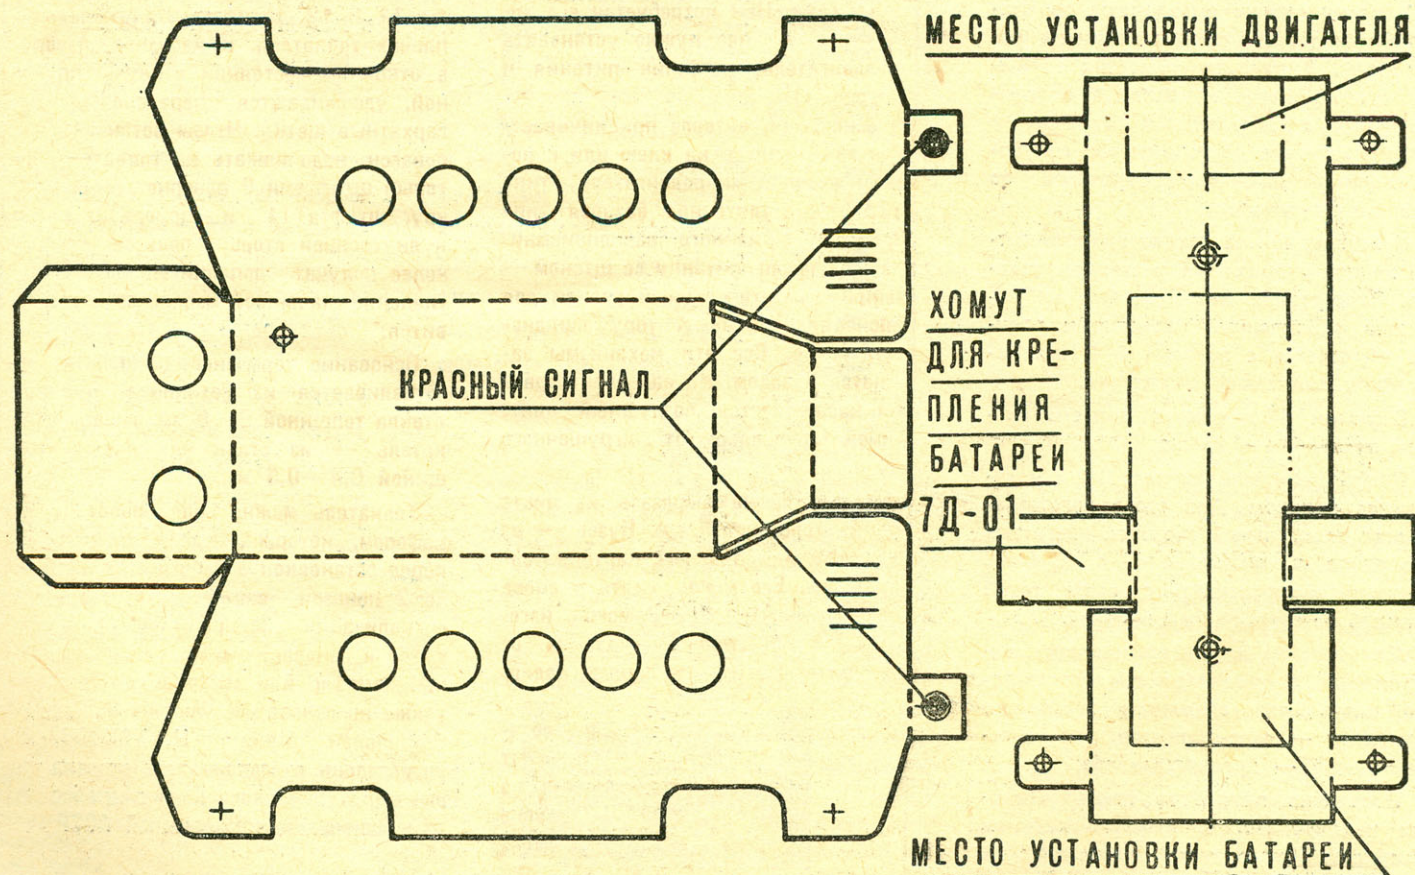 МЕСТО УСТАНОВКИ ДВИГАТЕЛЯ
КРАСНЫЙ СИГНАЛ
ХОМУТ
ДЛЯ КРЕ-
ПЛЕНИЯ
БАТАРЕИ
7Д-01
МЕСТО УСТАНОВКИ БАТАРЕИ